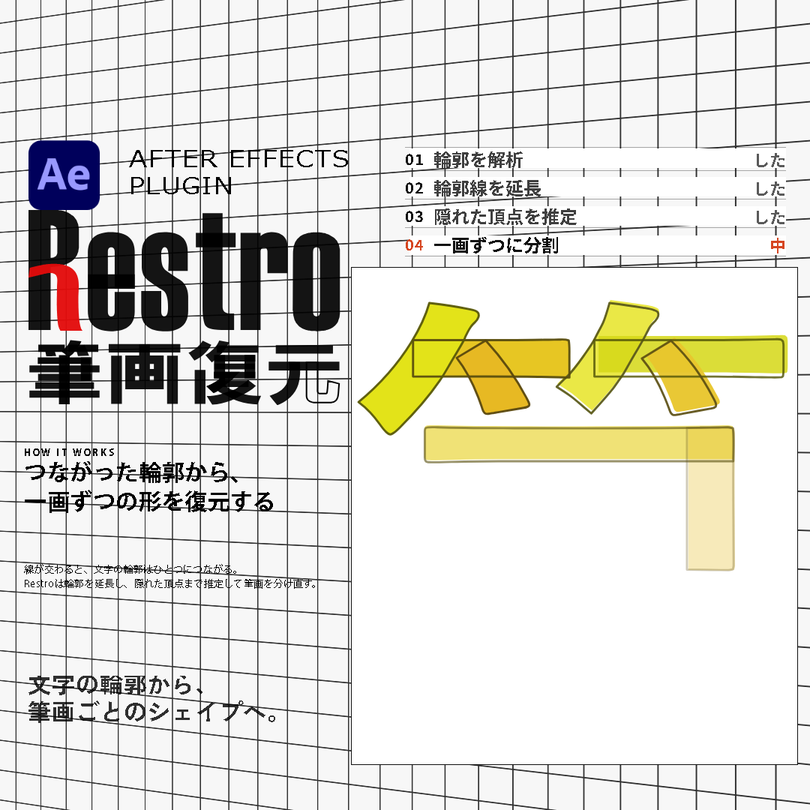 Ae
AFTER EFFECTS
PLUGIN
Restro
筆画復元
HOW IT WORKS
つながった輪郭から、
一画ずつの形を復元する
線が交わると、文字の輪郭はひとつにつながる。
Restroは輪郭を延長し、隠れた頂点まで推定して筆画を分け直す。
文字の輪郭から、
筆画ごとのシェイプへ。
01 輪郭を解析 した
02 輪郭線を延長 した
03 隠れた頂点を推定 した
04 一画ずつに分割 中